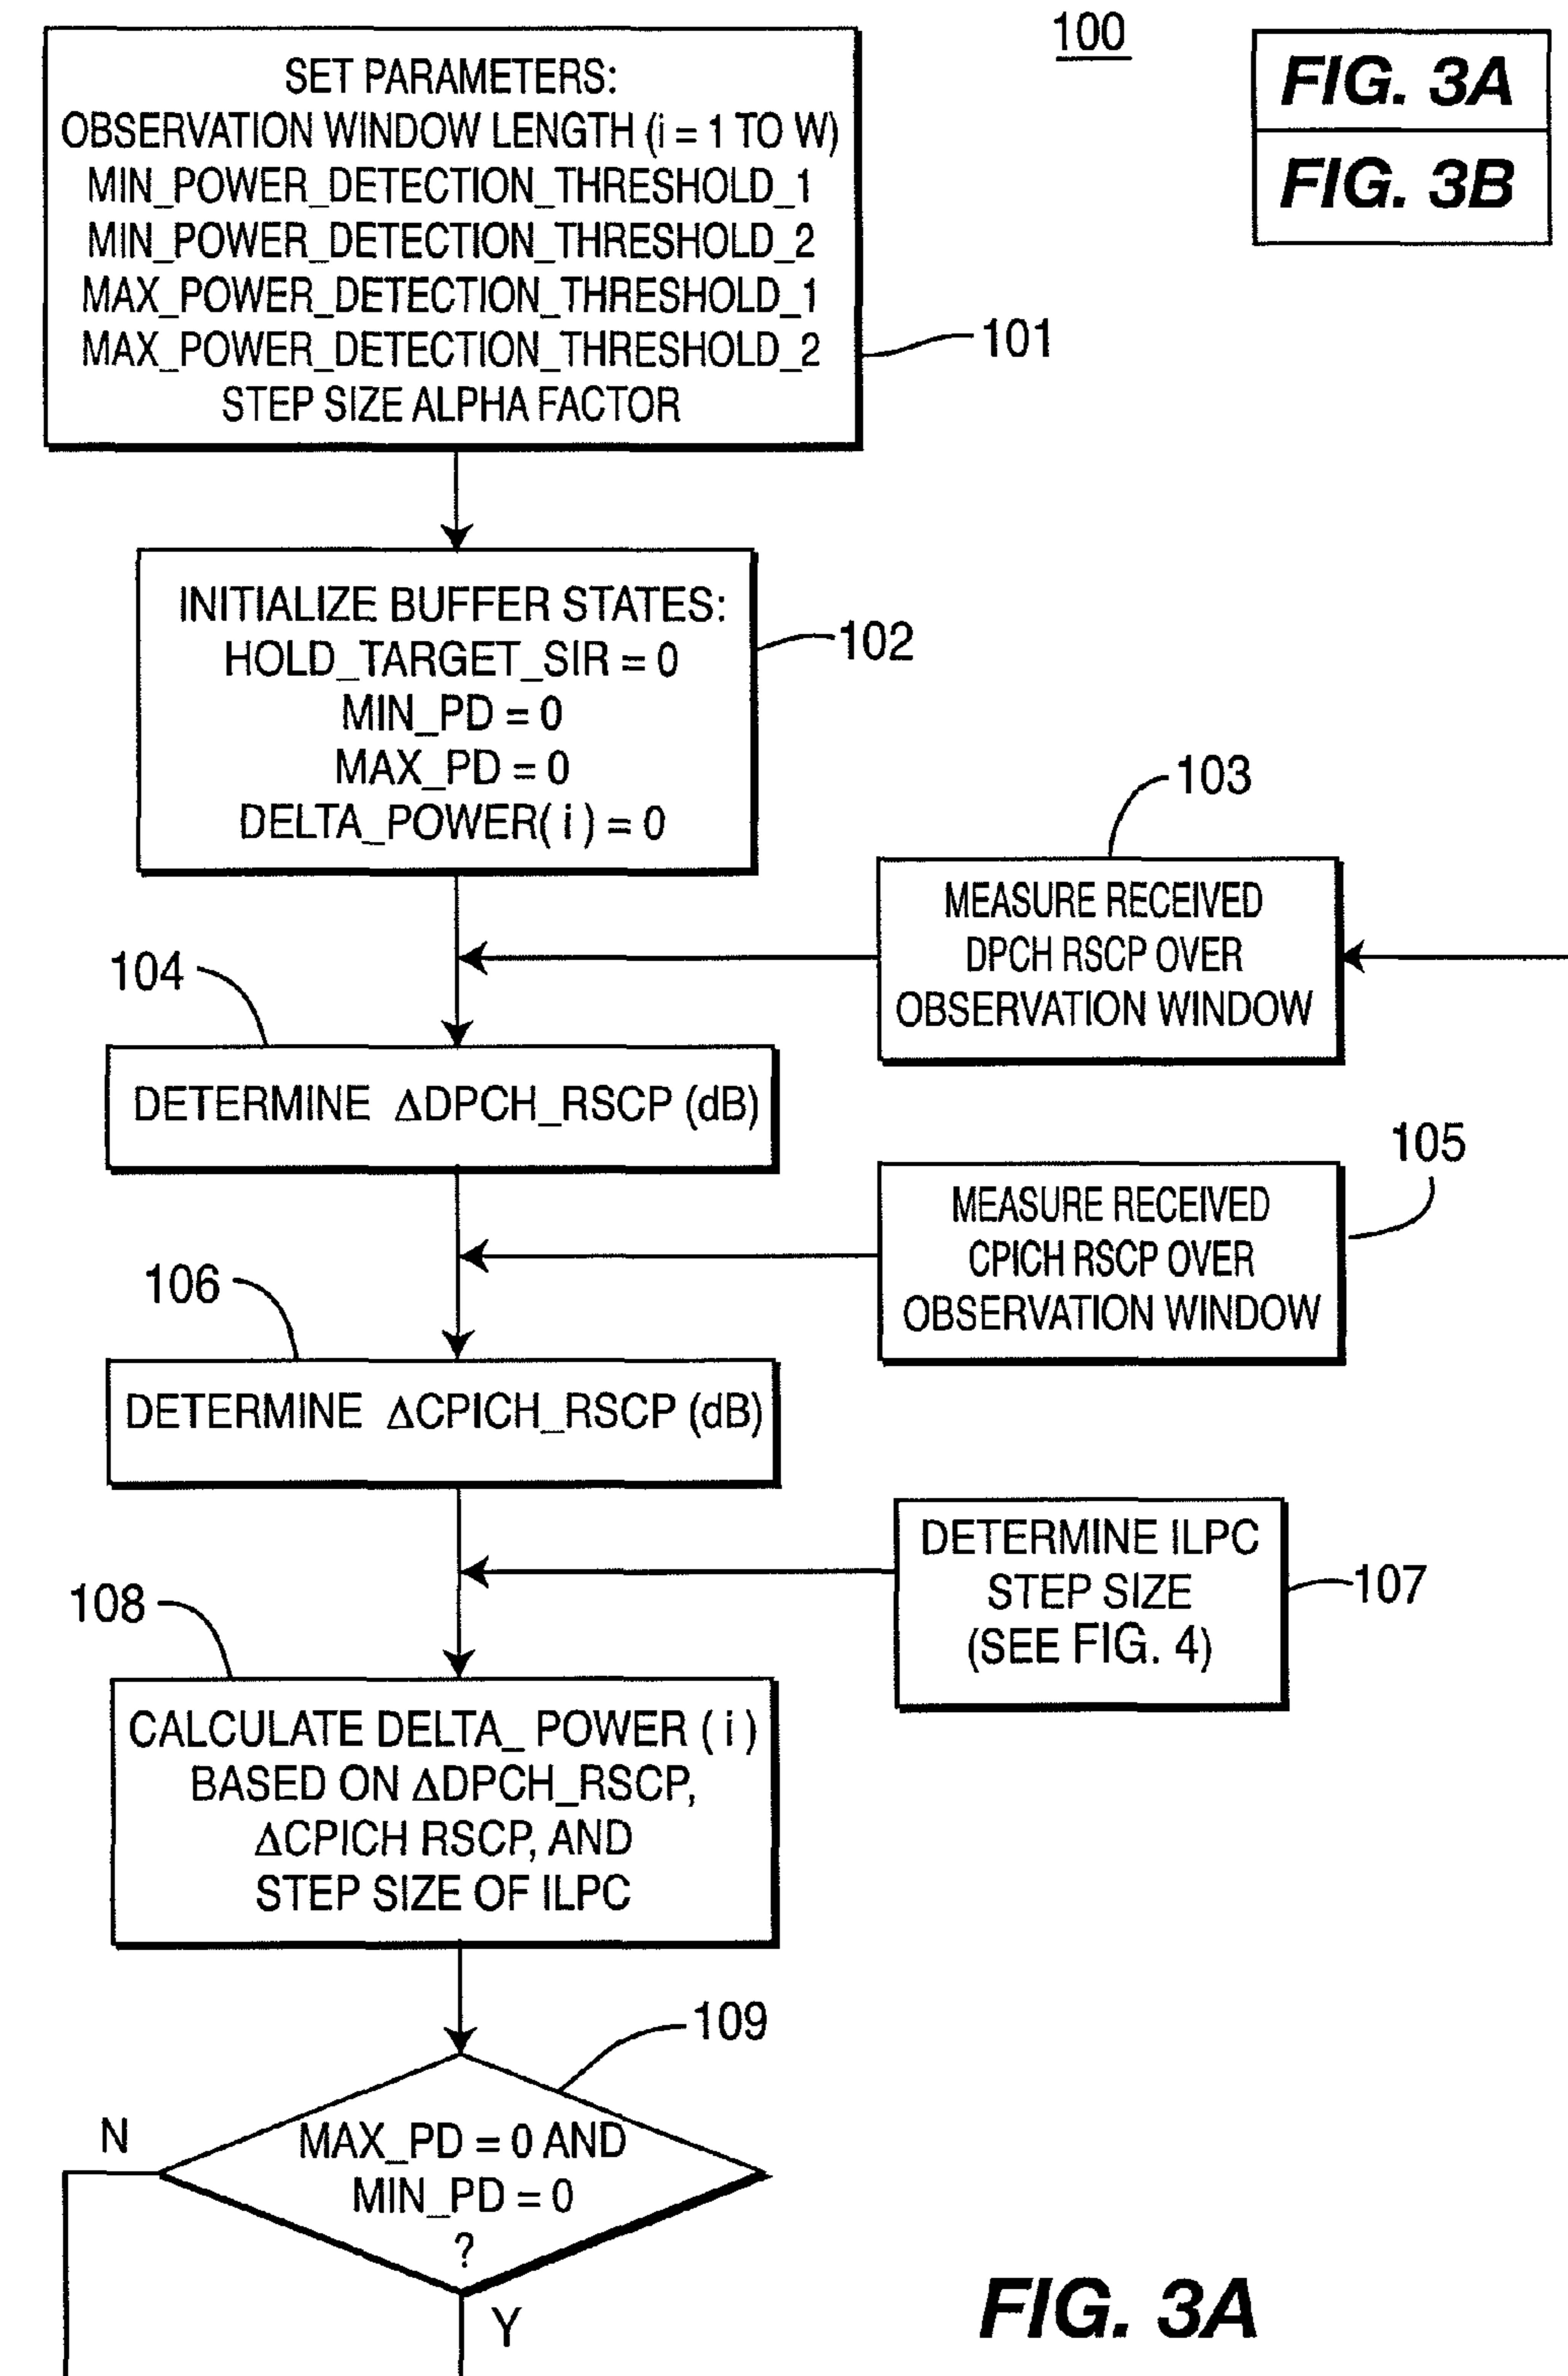 100
FIG. 3A
FIG. 3B
SET PARAMETERS:
OBSERVATION WINDOW LENGTH (i = 1 TO W)
MIN_POWER_DETECTION_THRESHOLD_1
MIN_POWER_DETECTION_THRESHOLD_2
MAX_POWER_DETECTION_THRESHOLD_1
MAX_POWER_DETECTION_THRESHOLD_2
STEP SIZE ALPHA FACTOR
101
INITIALIZE BUFFER STATES:
HOLD_TARGET_SIR = 0
MIN_PD = 0
MAX_PD = 0
DELTA_POWER( i ) = 0
102
103
MEASURE RECEIVED
DPCH RSCP OVER
OBSERVATION WINDOW
104
DETERMINE ΔDPCH_RSCP (dB)
105
MEASURE RECEIVED
CPICH RSCP OVER
OBSERVATION WINDOW
106
DETERMINE ΔCPICH_RSCP (dB)
DETERMINE ILPC
STEP SIZE
(SEE FIG. 4)
107
108
CALCULATE DELTA_ POWER ( i )
BASED ON ΔDPCH_RSCP,
ΔCPICH RSCP, AND
STEP SIZE OF ILPC
109
N
MAX_PD = 0 AND
MIN_PD = 0
?
Y
FIG. 3A